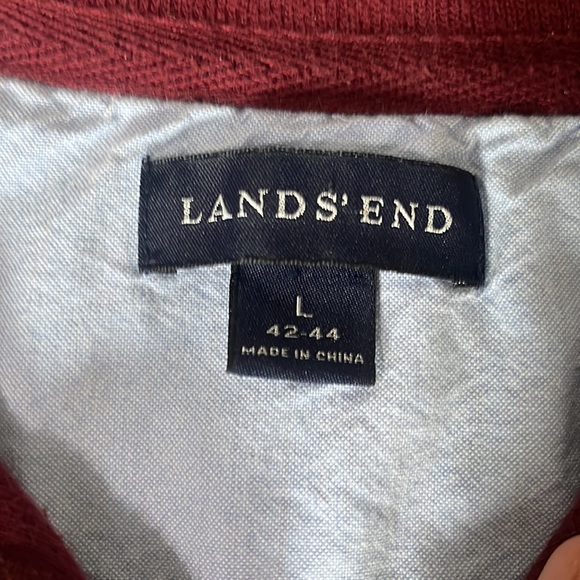 LANDS' END
L
42-44
MADE IN CHINA